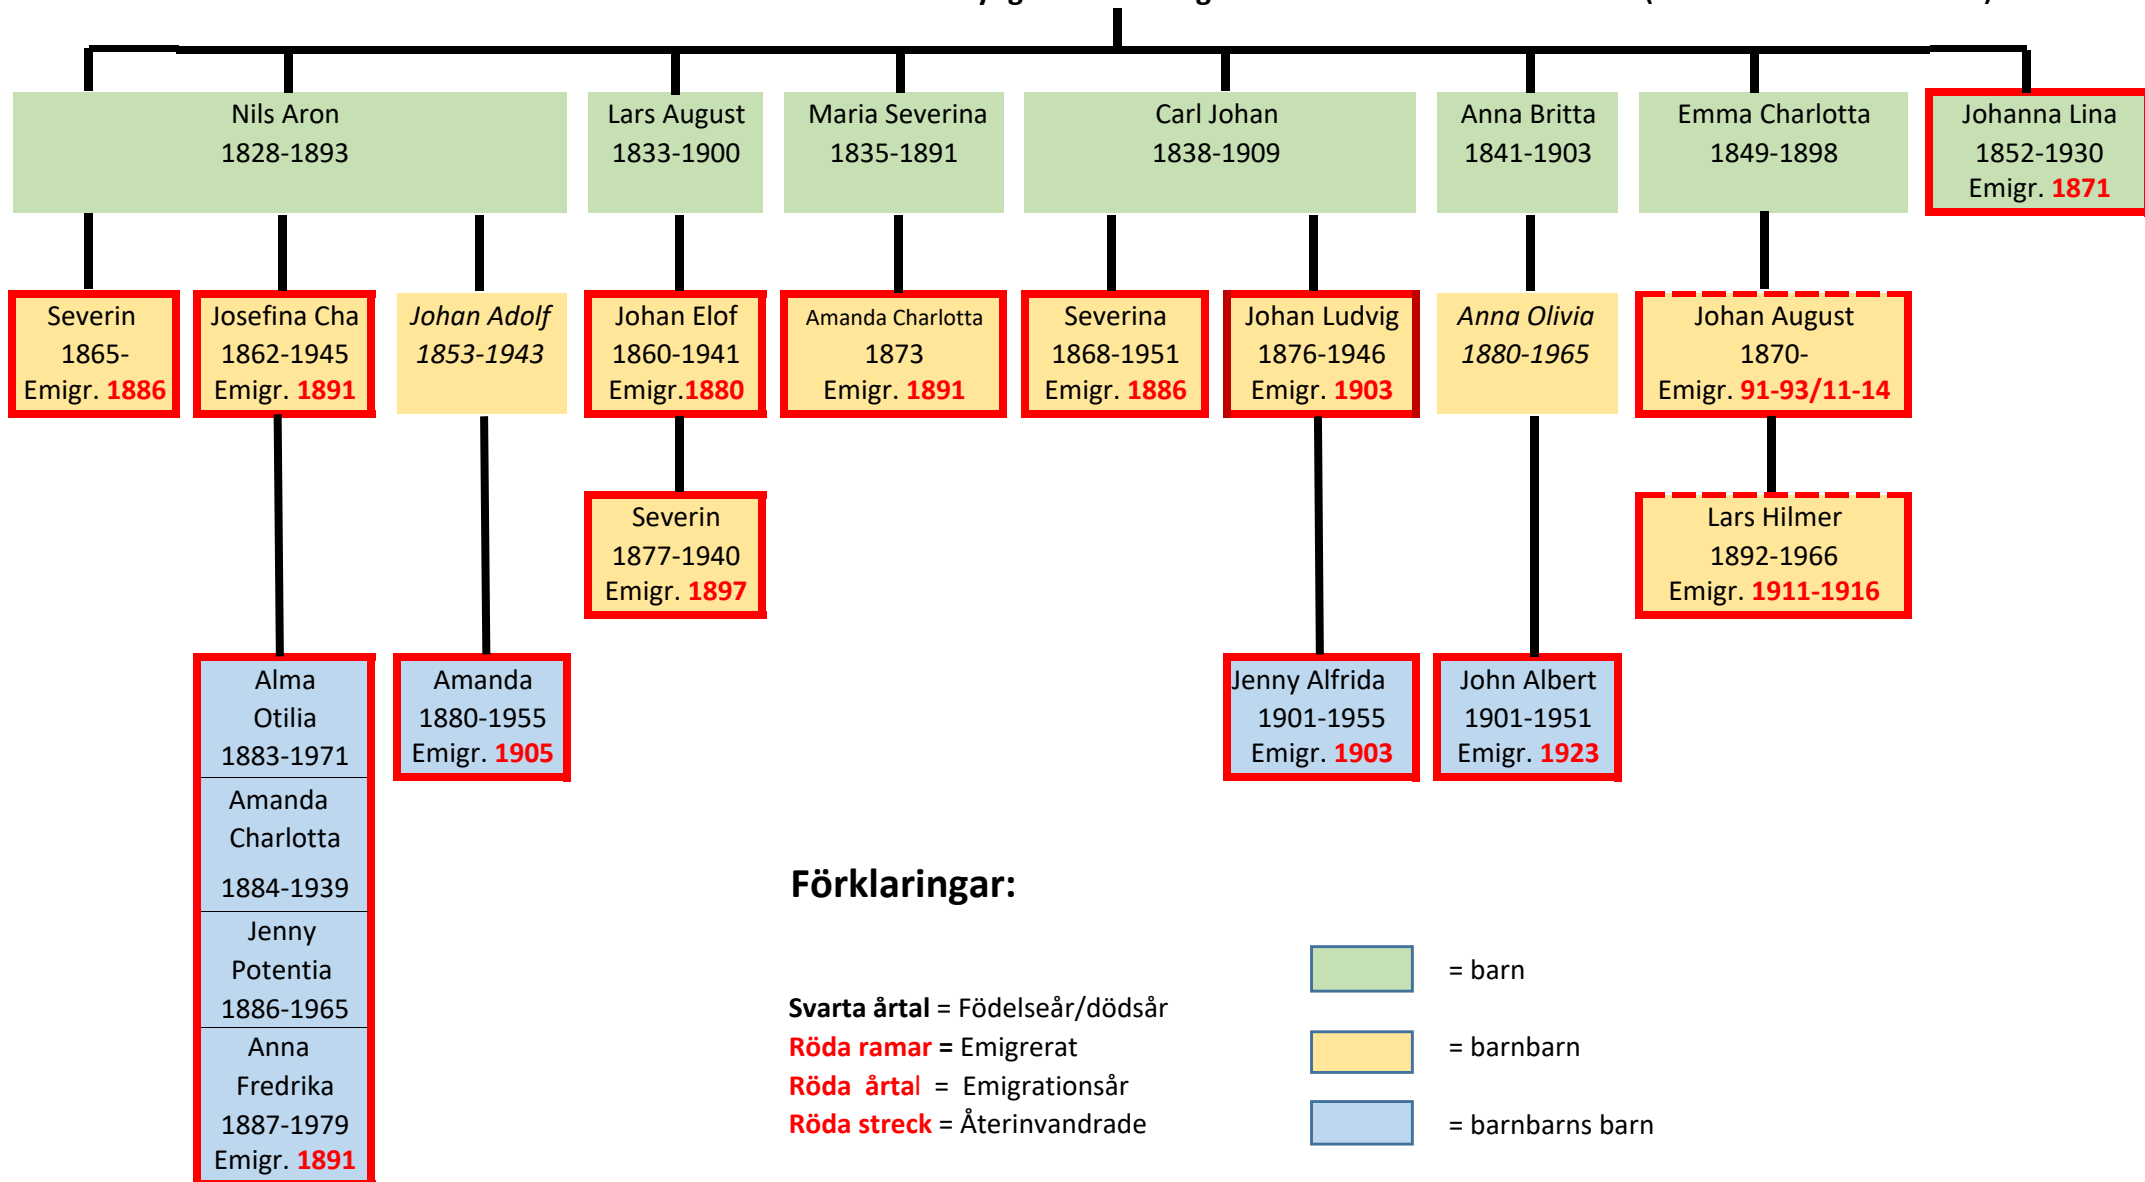 Nils Aron
1828-1893
Lars August
1833-1900
Maria Severina
1835-1891
Carl Johan
1838-1909
Anna Britta
1841-1903
Emma Charlotta
1849-1898
Johanna Lina
1852-1930
Emigr. 1871
Severin
1865-
Emigr. 1886
Josefina Cha
1862-1945
Emigr. 1891
Johan Adolf
1853-1943
Johan Elof
1860-1941
Emigr.1880
Amanda Charlotta
1873
Emigr. 1891
Severina
1868-1951
Emigr. 1886
Johan Ludvig
1876-1946
Emigr. 1903
Anna Olivia
1880-1965
Johan August
1870-
Emigr. 91-93/11-14
Severin
1877-1940
Emigr. 1897
Lars Hilmer
1892-1966
Emigr. 1911-1916
Alma
Otilia
1883-1971
Amanda
Charlotta
1884-1939
Jenny
Potentia
1886-1965
Anna
Fredrika
1887-1979
Emigr. 1891
Amanda
1880-1955
Emigr. 1905
Jenny Alfrida
1901-1955
Emigr. 1903
John Albert
1901-1951
Emigr. 1923
Förklaringar:
Svarta årtal = Födelseår/dödsår
Röda ramar = Emigrerat
Röda årtal = Emigrationsår
Röda streck = Återinvandrade
= barn
= barnbarn
= barnbarns barn